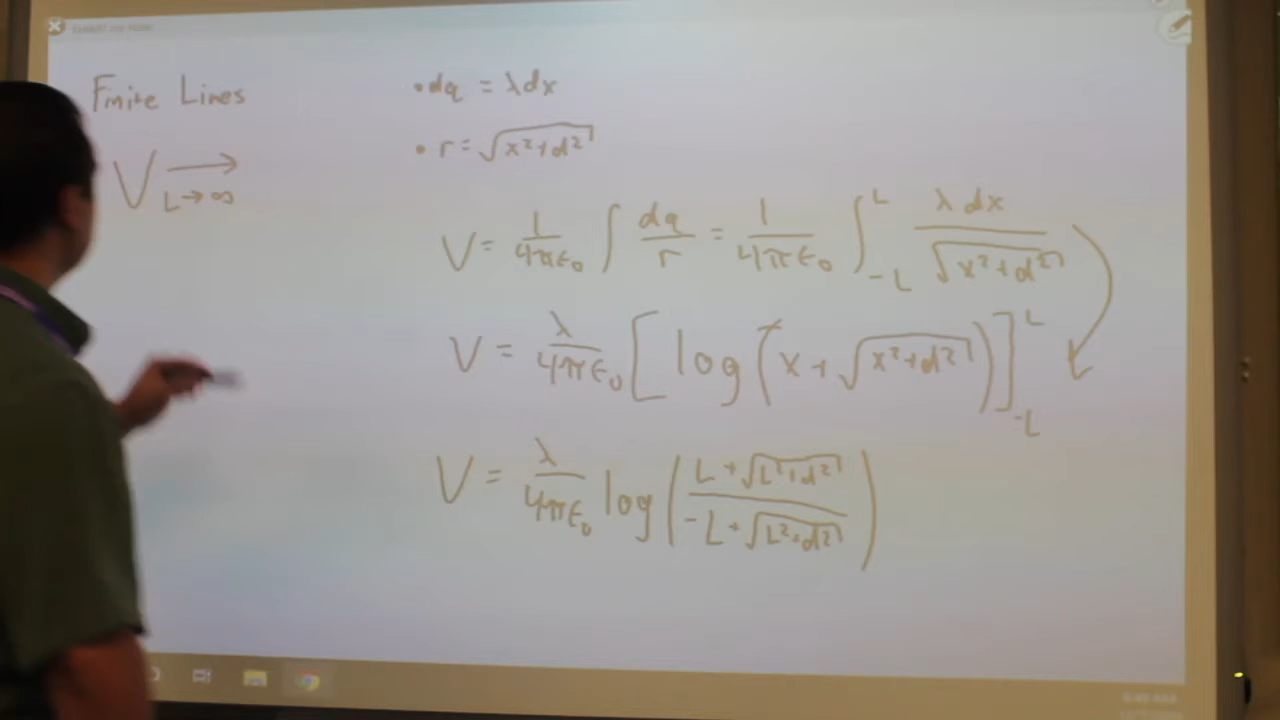 Finite Lines
V L→∞ →
• dq = λdx
• r = √(x²+d²)
V = 1/4πε₀ ∫ dq/r = 1/4πε₀ ∫_{-L}^{L} λ dx/√(x²+d²)
V = λ/4πε₀ [log(x + √(x²+d²))]_{-L}^{L}
V = λ/4πε₀ log((L + √(L²+d²))/(-L + √(L²+d²)))